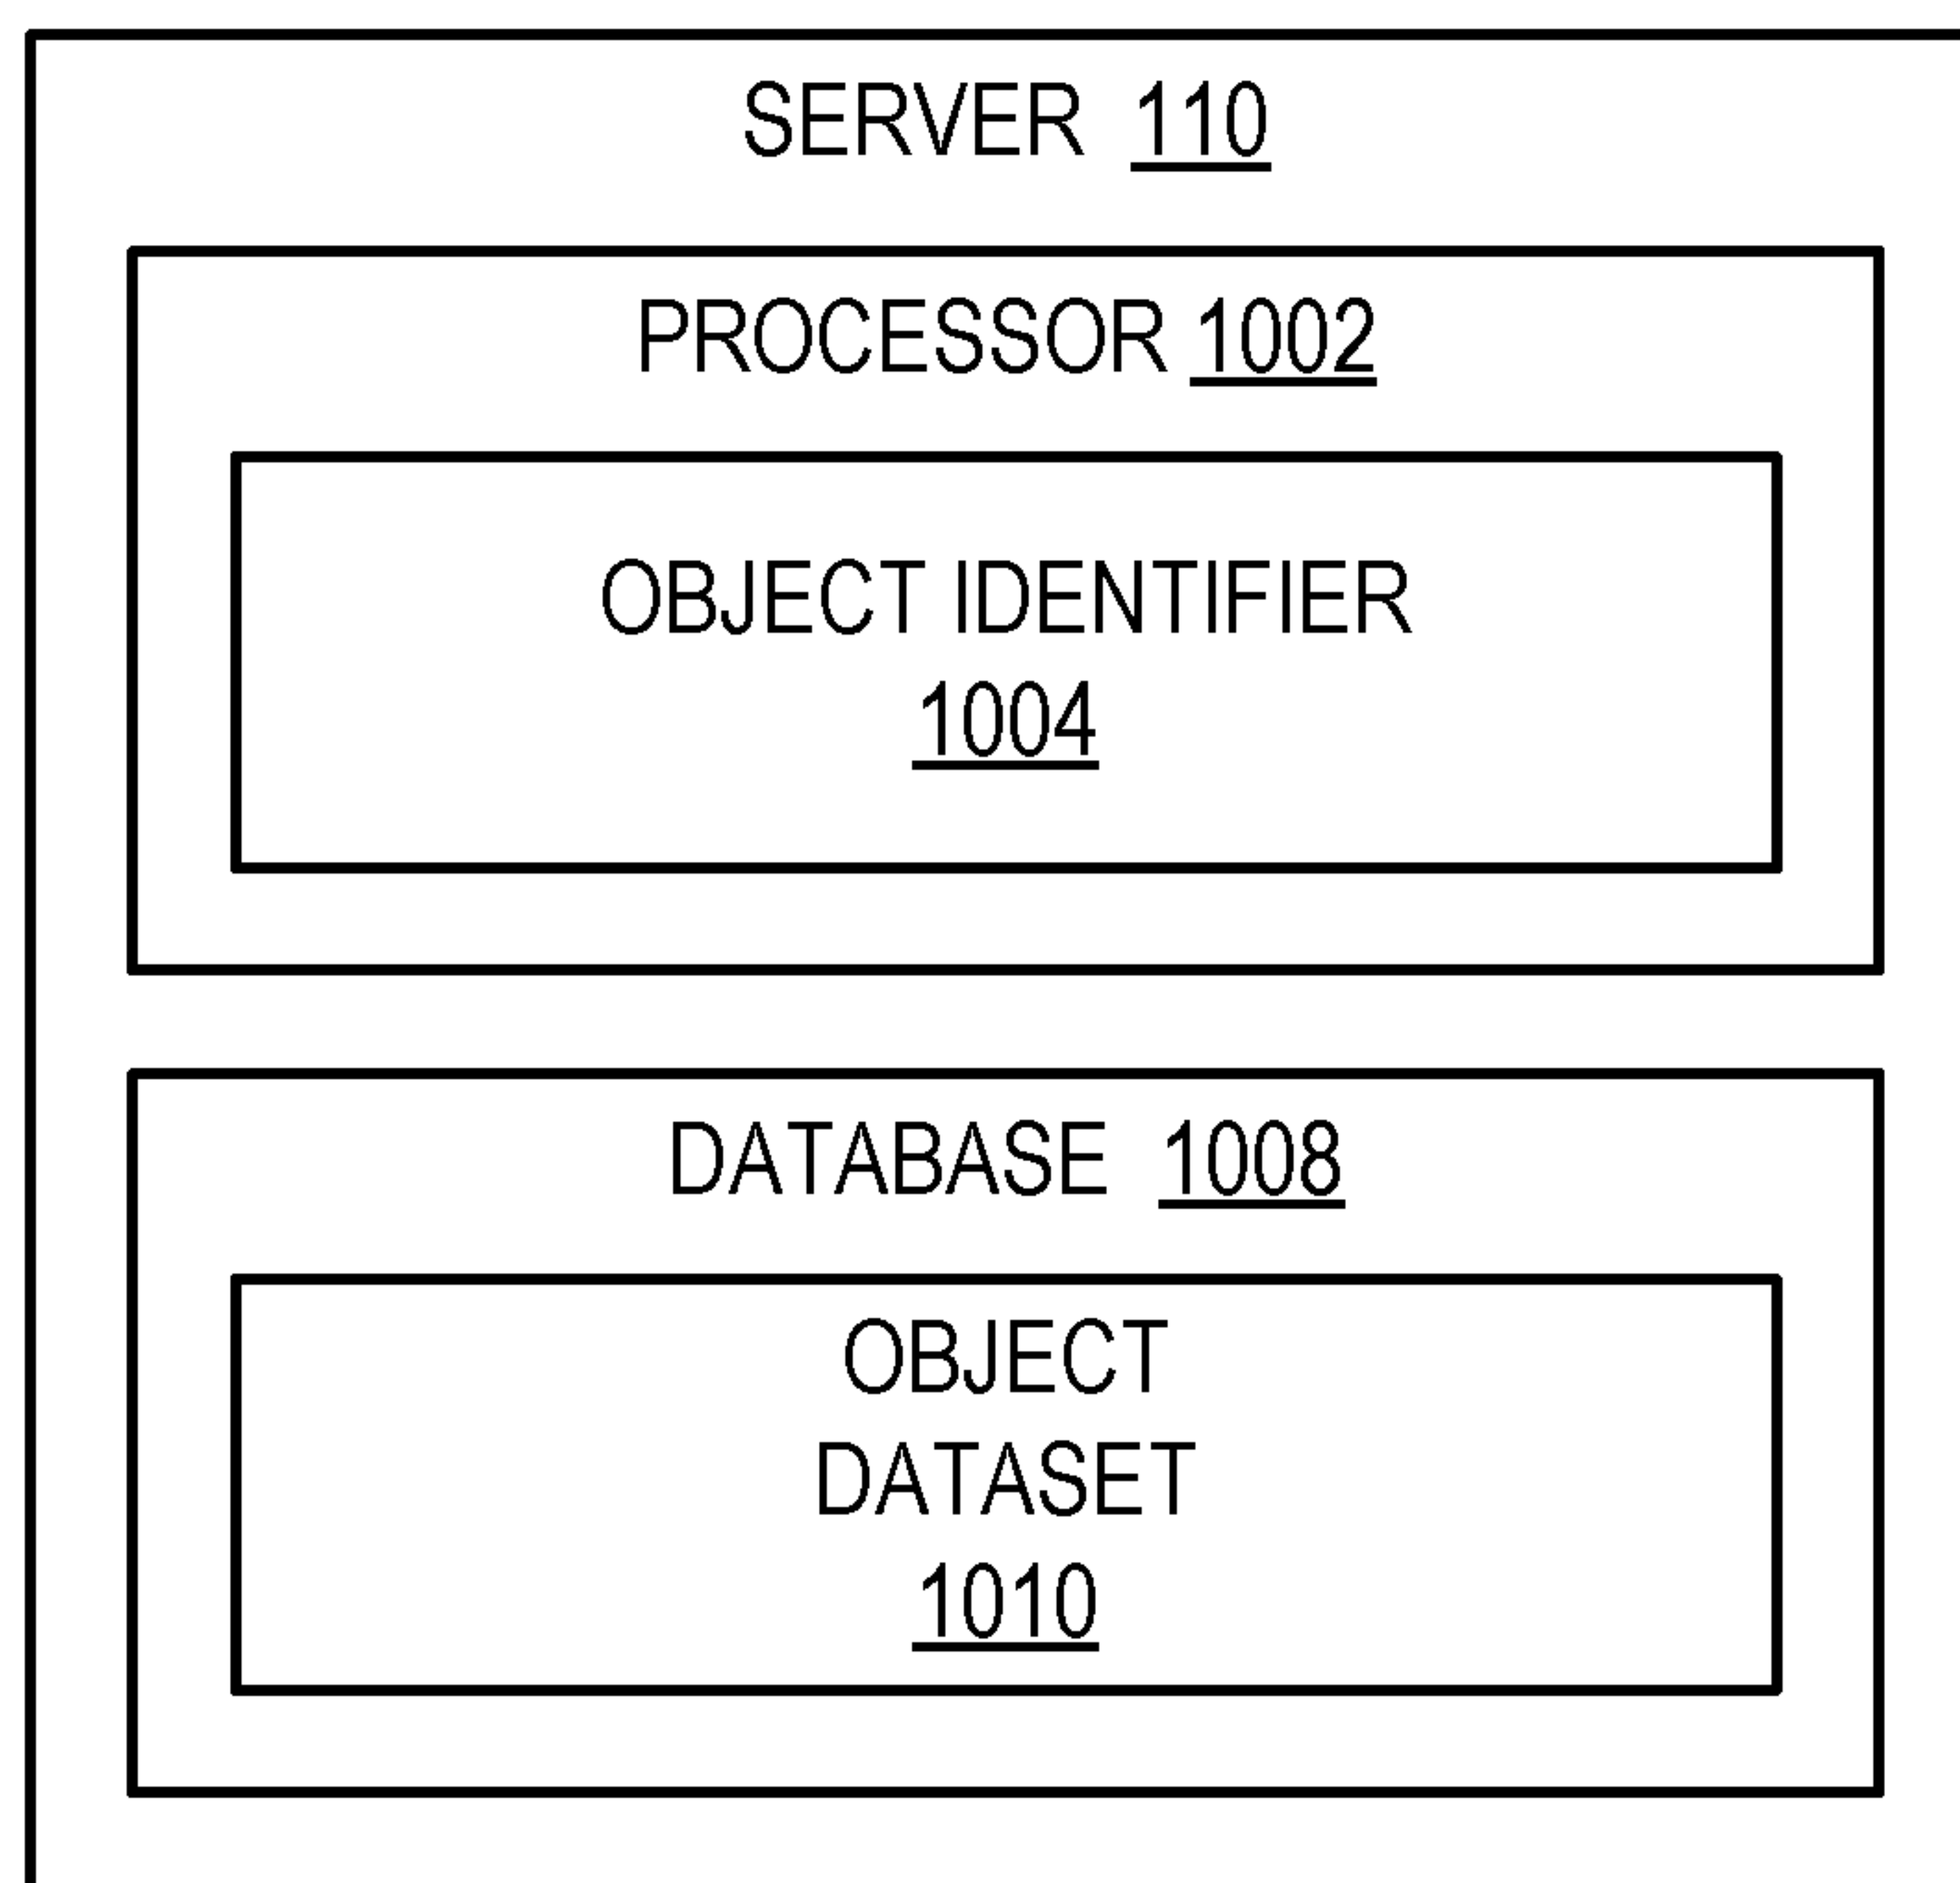 SERVER 110
PROCESSOR 1002
OBJECT IDENTIFIER
1004
DATABASE 1008
OBJECT
DATASET
1010